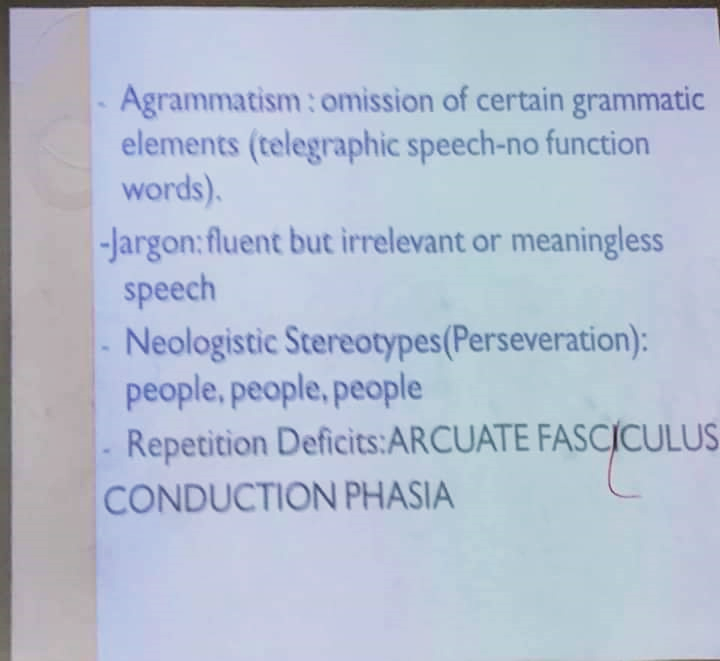 - Agrammatism : omission of certain grammatic
elements (telegraphic speech-no function
words).
-Jargon: fluent but irrelevant or meaningless
speech
- Neologistic Stereotypes(Perseveration):
people, people, people
- Repetition Deficits:ARCUATE FASCICULUS
CONDUCTION PHASIA